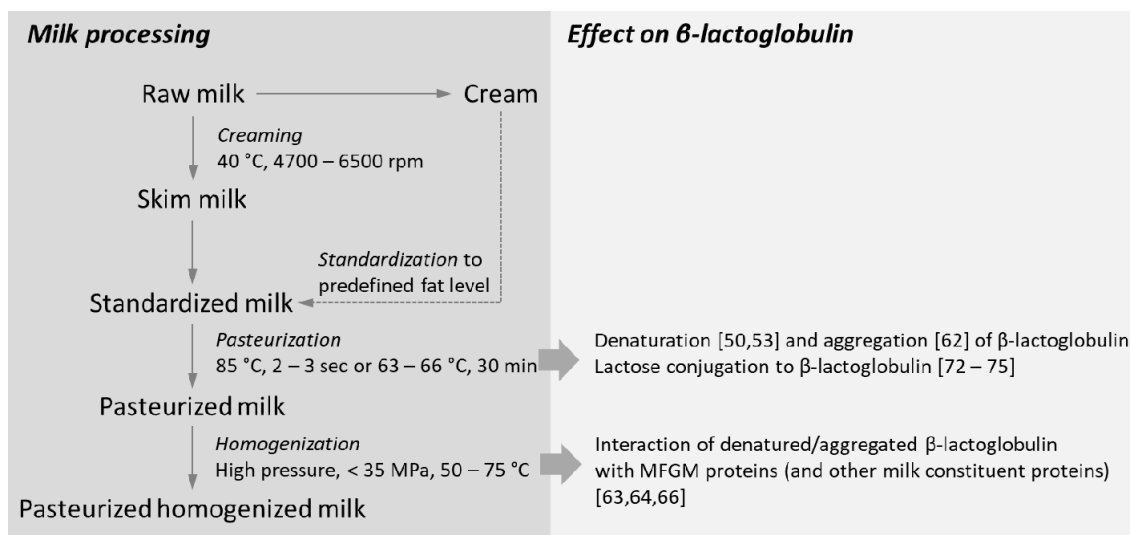 Milk processing
Effect on β-lactoglobulin
Raw milk
Cream
Creaming
40 °C, 4700 – 6500 rpm
Skim milk
Standardization to
predefined fat level
Standardized milk
Pasteurization
85 °C, 2 – 3 sec or 63 – 66 °C, 30 min
Denaturation [50,53] and aggregation [62] of β-lactoglobulin
Lactose conjugation to β-lactoglobulin [72 – 75]
Pasteurized milk
Homogenization
High pressure, < 35 MPa, 50 – 75 °C
Interaction of denatured/aggregated β-lactoglobulin
with MFGM proteins (and other milk constituent proteins)
[63,64,66]
Pasteurized homogenized milk